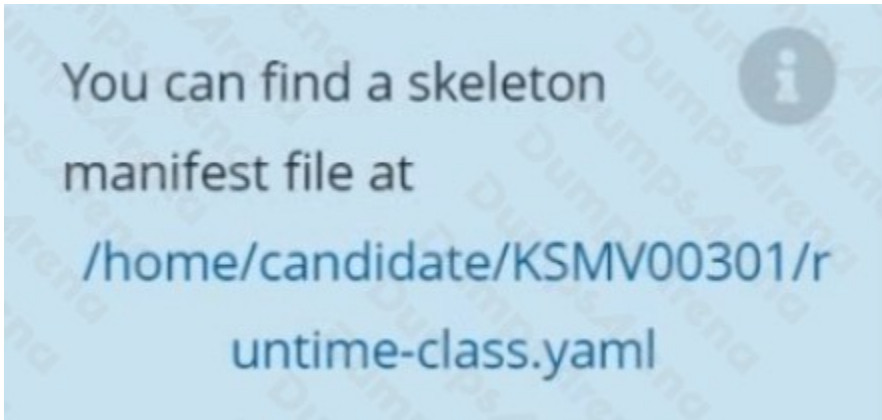 You can find a skeleton
manifest file at
/home/candidate/KSMV00301/r
untime-class.yaml